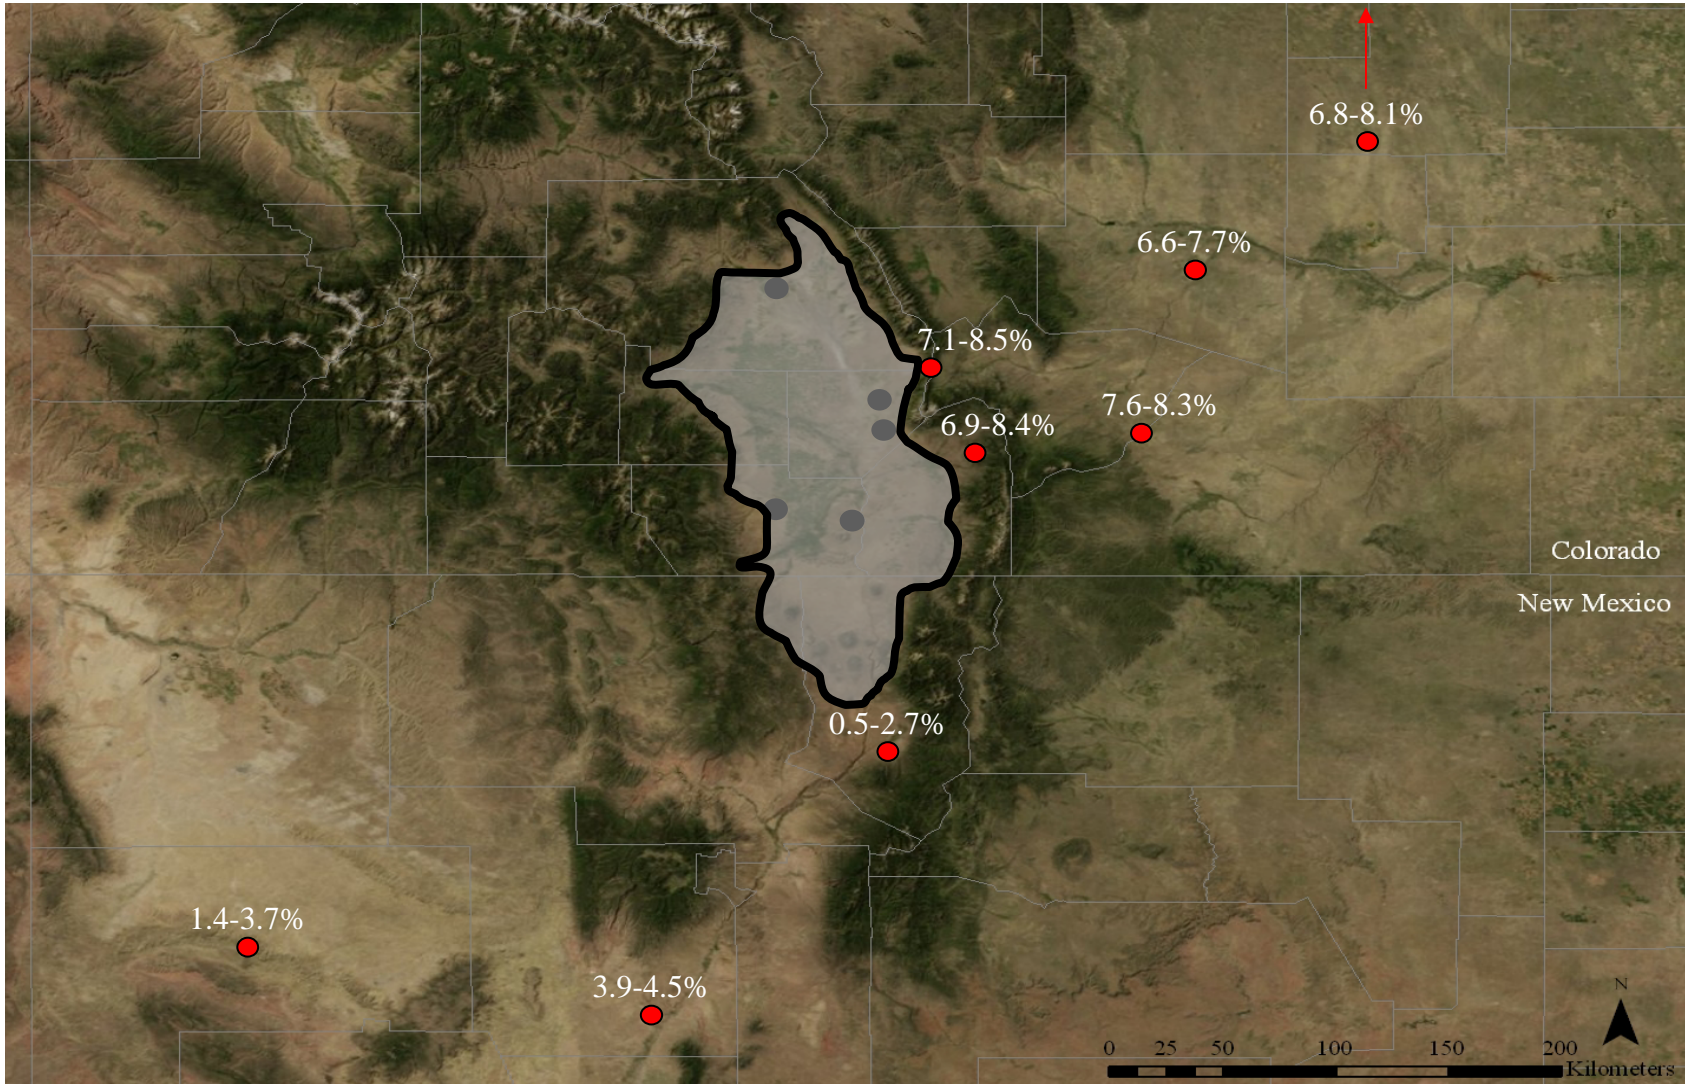 6.8-8.1%
6.6-7.7%
7.1-8.5%
7.6-8.3%
6.9-8.4%
Colorado
New Mexico
0.5-2.7%
1.4-3.7%
3.9-4.5%
N
0 25 50 100 150 200
Kilometers